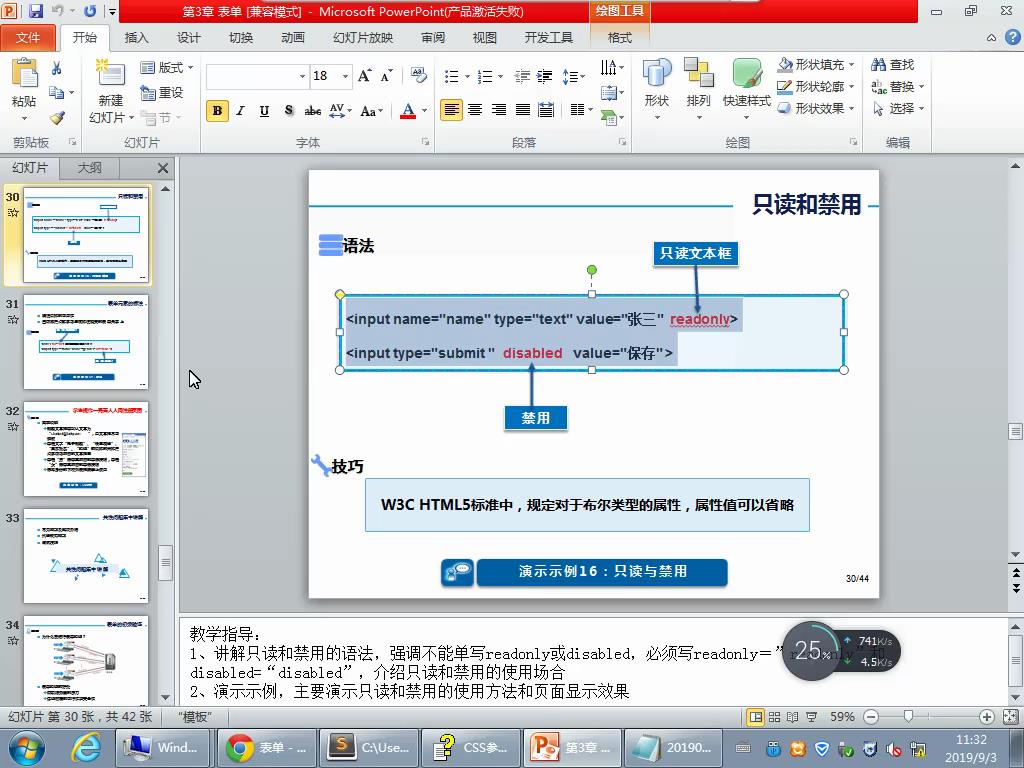 第3章 表单 [兼容模式] - Microsoft PowerPoint(产品激活失败)
绘图工具
文件
开始
插入
设计
切换
动画
幻灯片放映
审阅
视图
开发工具
格式
粘贴
剪贴板
新建
幻灯片
版式
重设
节
幻灯片
18
B I U S abc AV Aa A
字体
段落
形状
排列
快速样式
形状填充
形状轮廓
形状效果
绘图
查找
替换
选择
编辑
幻灯片
大纲
30
只读和禁用
31
32
33
34
只读和禁用
语法
只读文本框
<input name="name" type="text" value="张三" readonly>
<input type="submit " disabled value="保存">
禁用
技巧
W3C HTML5标准中，规定对于布尔类型的属性，属性值可以省略
演示示例16：只读与禁用
30/44
教学指导：
1、讲解只读和禁用的语法，强调不能单写readonly或disabled，必须写readonly＝
disabled=“disabled”，介绍只读和禁用的使用场合
2、演示示例，主要演示只读和禁用的使用方法和页面显示效果
25%
741K/s
4.5K/s
幻灯片 第 30 张，共 42 张
“模板”
59%
Wind...
表单 - ...
C:\Use...
CSS参...
第3章 ...
20190...
11:32
2019/9/3